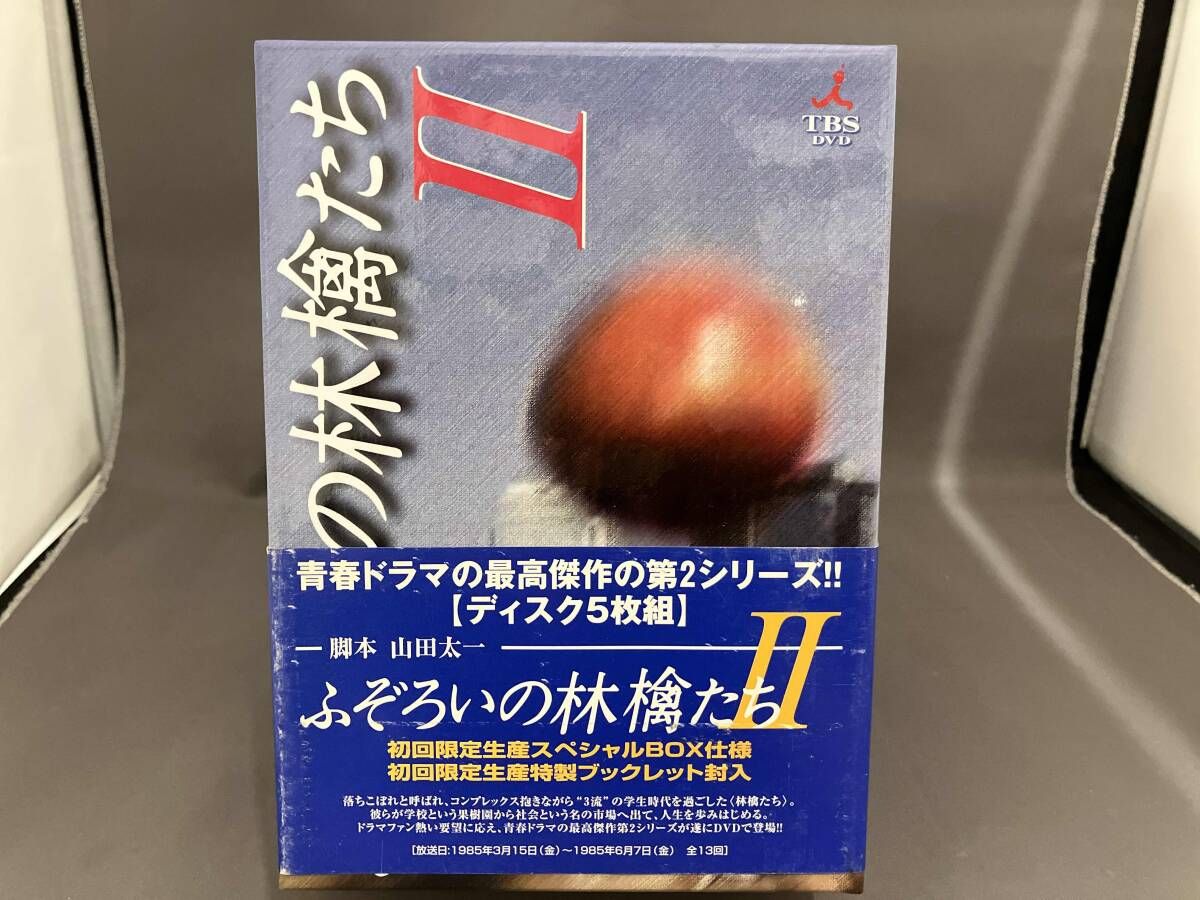 の林檎たち
II
TBS
DVD
青春ドラマの最高傑作の第2シリーズ!!
【ディスク5枚組】
脚本 山田太一
ふぞろいの林檎たちII
初回限定生産スペシャルBOX仕様
初回限定生産特製ブックレット封入
落ちこぼれと呼ばれ、コンプレックス抱きながら“3流”の学生時代を過ごした〈林檎たち〉。
彼らが学校という果樹園から社会という名の市場へ出て、人生を歩みはじめる。
ドラマファン熱い要望に応え、青春ドラマの最高傑作第2シリーズが遂にDVDで登場!!
[放送日:1985年3月15日(金)～1985年6月7日(金) 全13回]